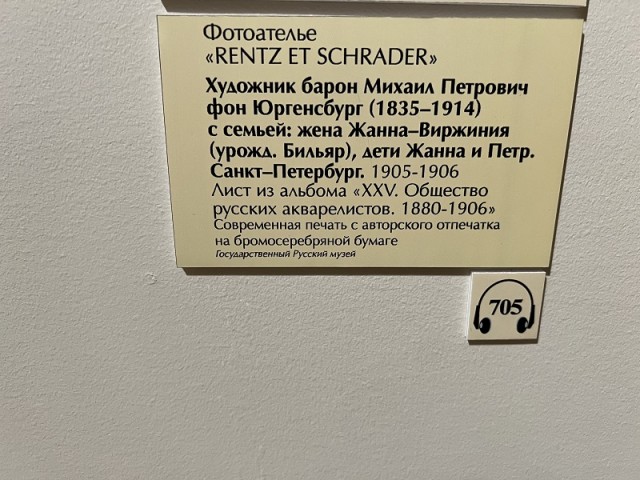 Фотоателье
«RENTZ ET SCHRADER»
Художник барон Михаил Петрович
фон Юргенсбург (1835–1914)
с семьей: жена Жанна–Виржиния
(урожд. Бильяр), дети Жанна и Петр.
Санкт–Петербург. 1905-1906
Лист из альбома «XXV. Общество
русских акварелистов. 1880-1906»
Современная печать с авторского отпечатка
на бромосеребряной бумаге
Государственный Русский музей
705